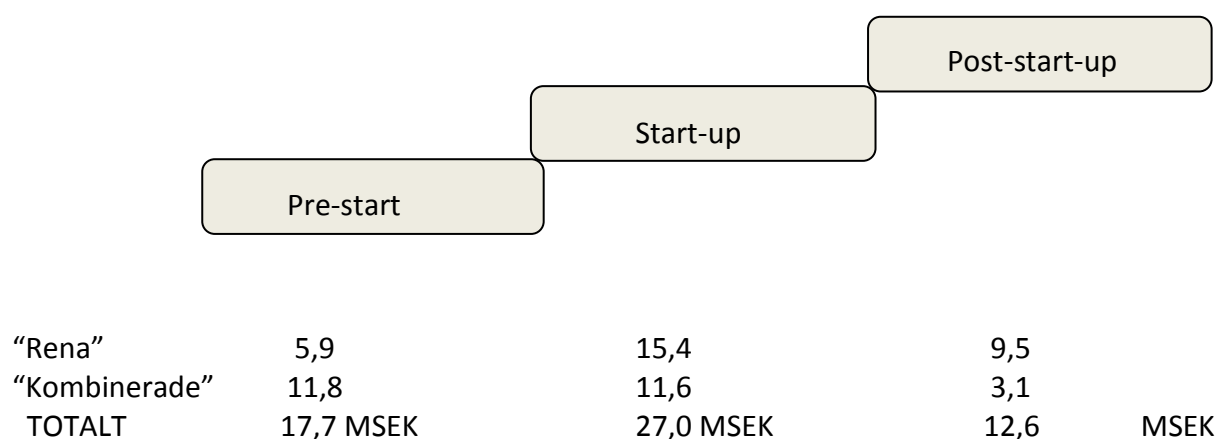 Post-start-up
Start-up
Pre-start
“Rena” 5,9 15,4 9,5
“Kombinerade” 11,8 11,6 3,1
TOTALT 17,7 MSEK 27,0 MSEK 12,6 MSEK